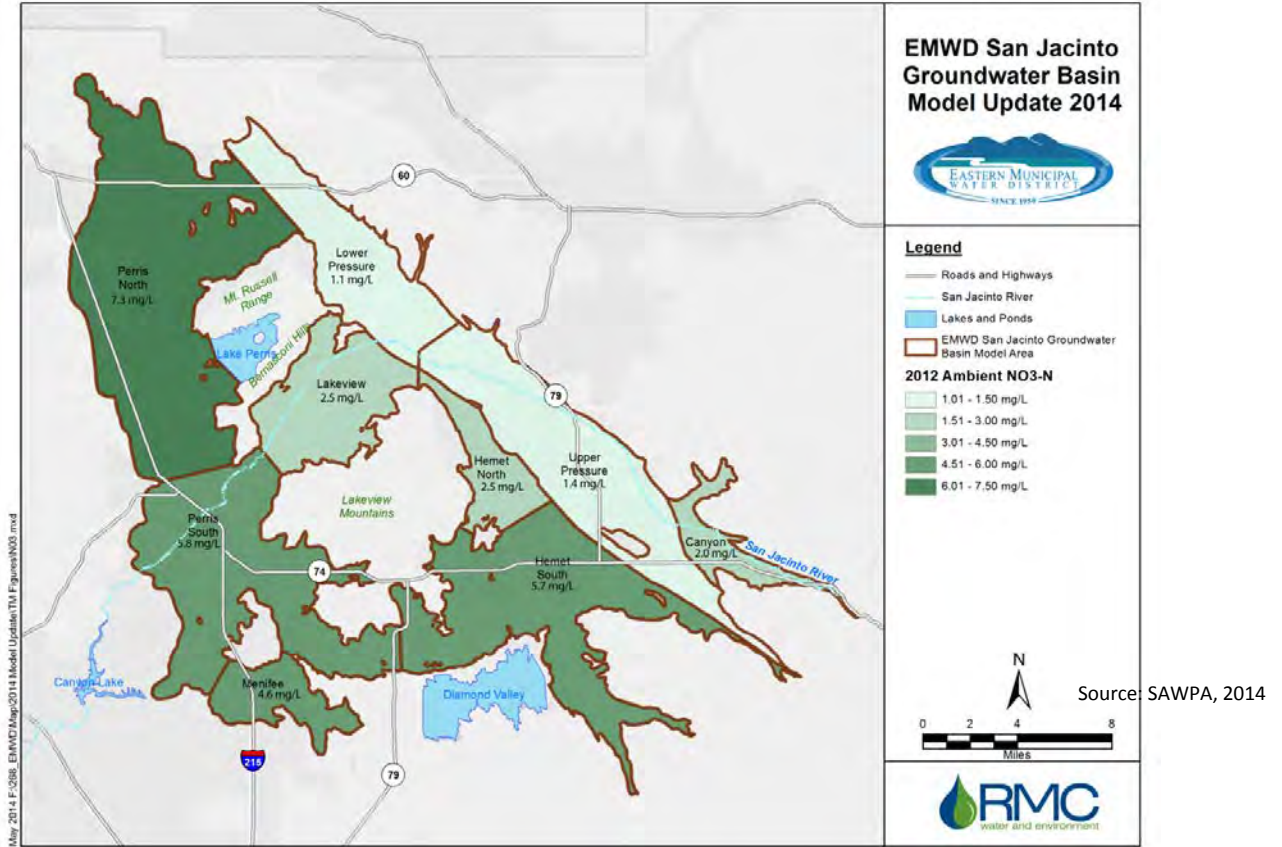 EMWD San Jacinto
Groundwater Basin
Model Update 2014
EASTERN MUNICIPAL
WATER DISTRICT
Legend
Roads and Highways
San Jacinto River
Lakes and Ponds
EMWD San Jacinto Groundwater
Basin Model Area
2012 Ambient NO3-N
1.01 - 1.50 mg/L
1.51 - 3.00 mg/L
3.01 - 4.50 mg/L
4.51 - 6.00 mg/L
6.01 - 7.50 mg/L
N
0 2 4 8
Miles
RMC
water and environment
Source: SAWPA, 2014
60
Lower
Pressure
1.1 mg/L
Perris
North
7.3 mg/L
Mt. Russell
Range
Lake Perris
Bernasconi Hills
Lakeview
2.5 mg/L
79
Hemet
North
2.5 mg/L
Upper
Pressure
1.4 mg/L
Lakeview
Mountains
Perris
South
5.8 mg/L
Canyon
2.0 mg/L
San Jacinto River
74
Hemet
South
5.7 mg/L
Canyon Lake
Menifee
4.6 mg/L
Diamond Valley
215
79